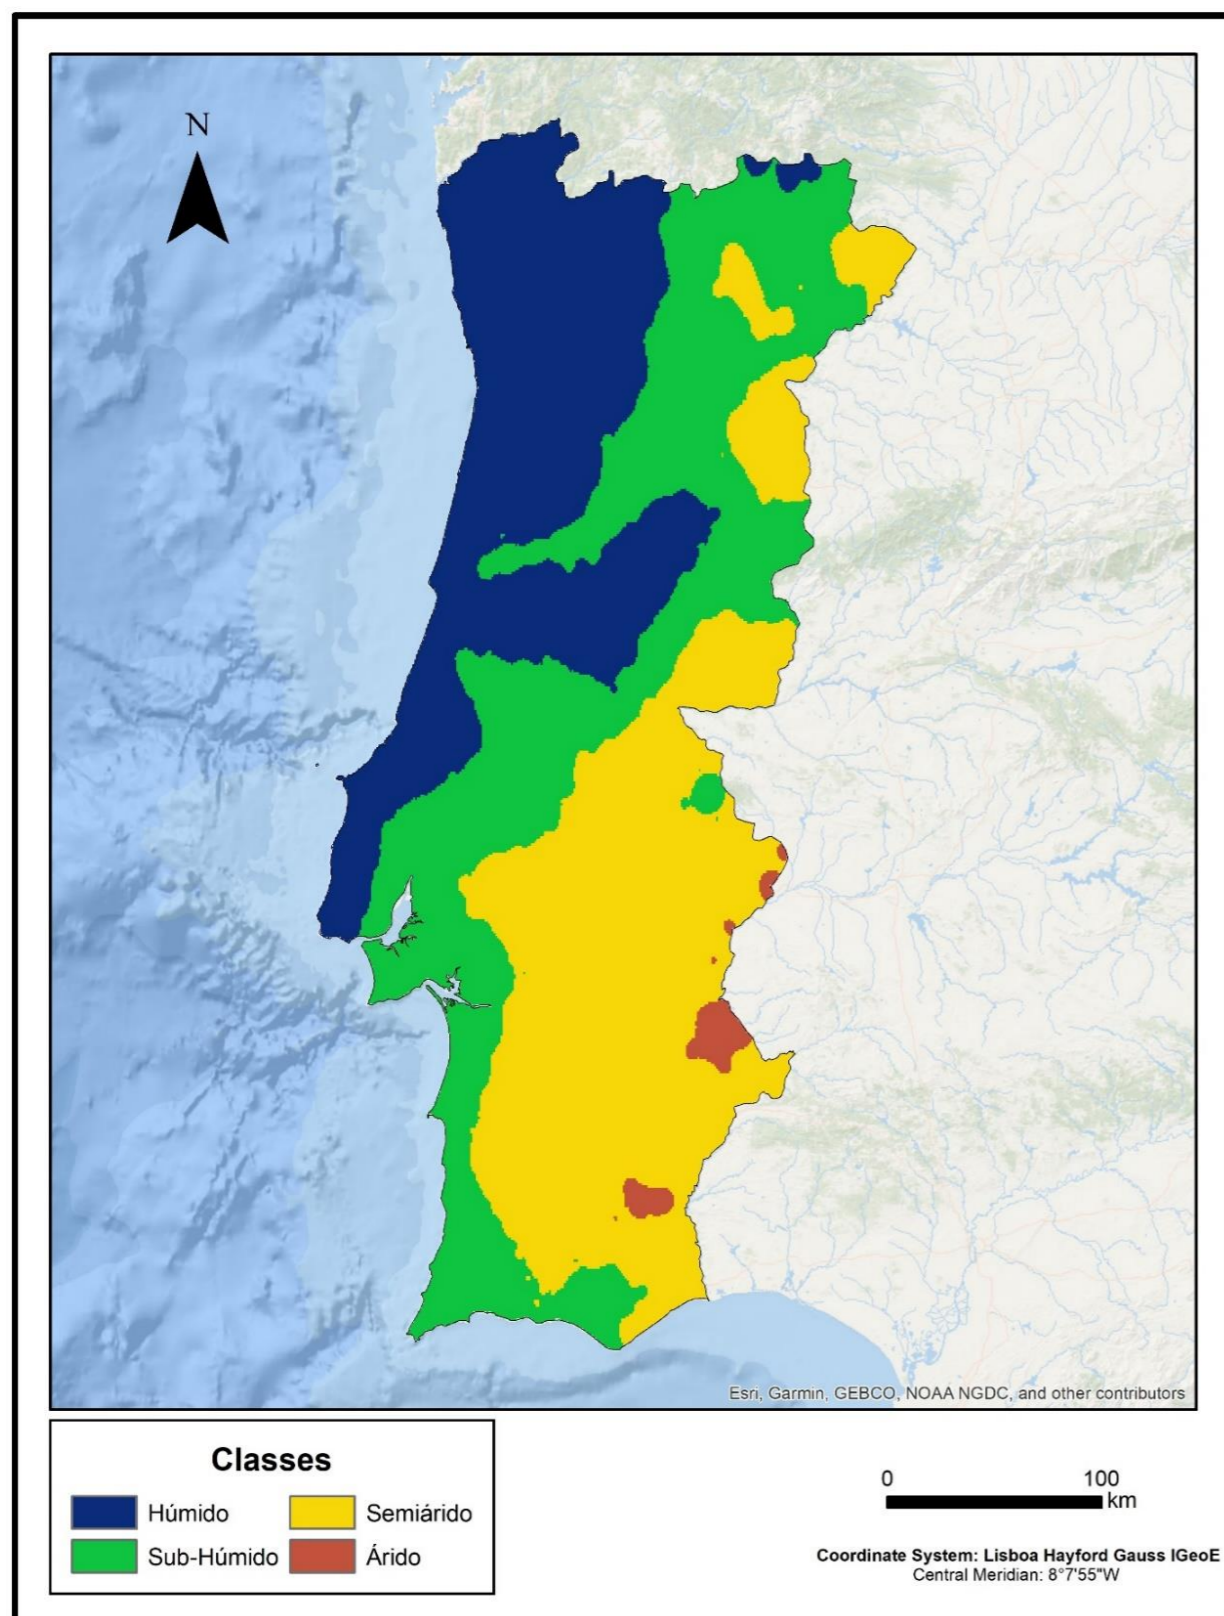 N
Esri, Garmin, GEBCO, NOAA NGDC, and other contributors
Classes
Húmido
Semiárido
Sub-Húmido
Árido
0 100
km
Coordinate System: Lisboa Hayford Gauss IGeoE
Central Meridian: 8°7'55"W